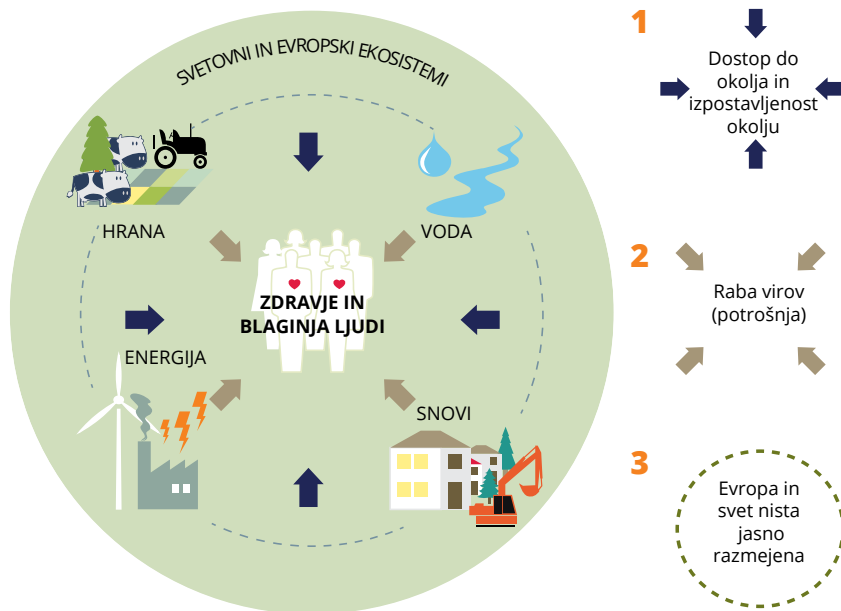 SVETOVNI IN EVROPSKI EKOSISTEMI
HRANA
VODA
ZDRAVJE IN
BLAGINJA LJUDI
ENERGIJA
SNOVI
1
Dostop do
okolja in
izpostavljenost
okolju
2
Raba virov
(potrošnja)
3
Evropa in
svet nista
jasno
razmejena